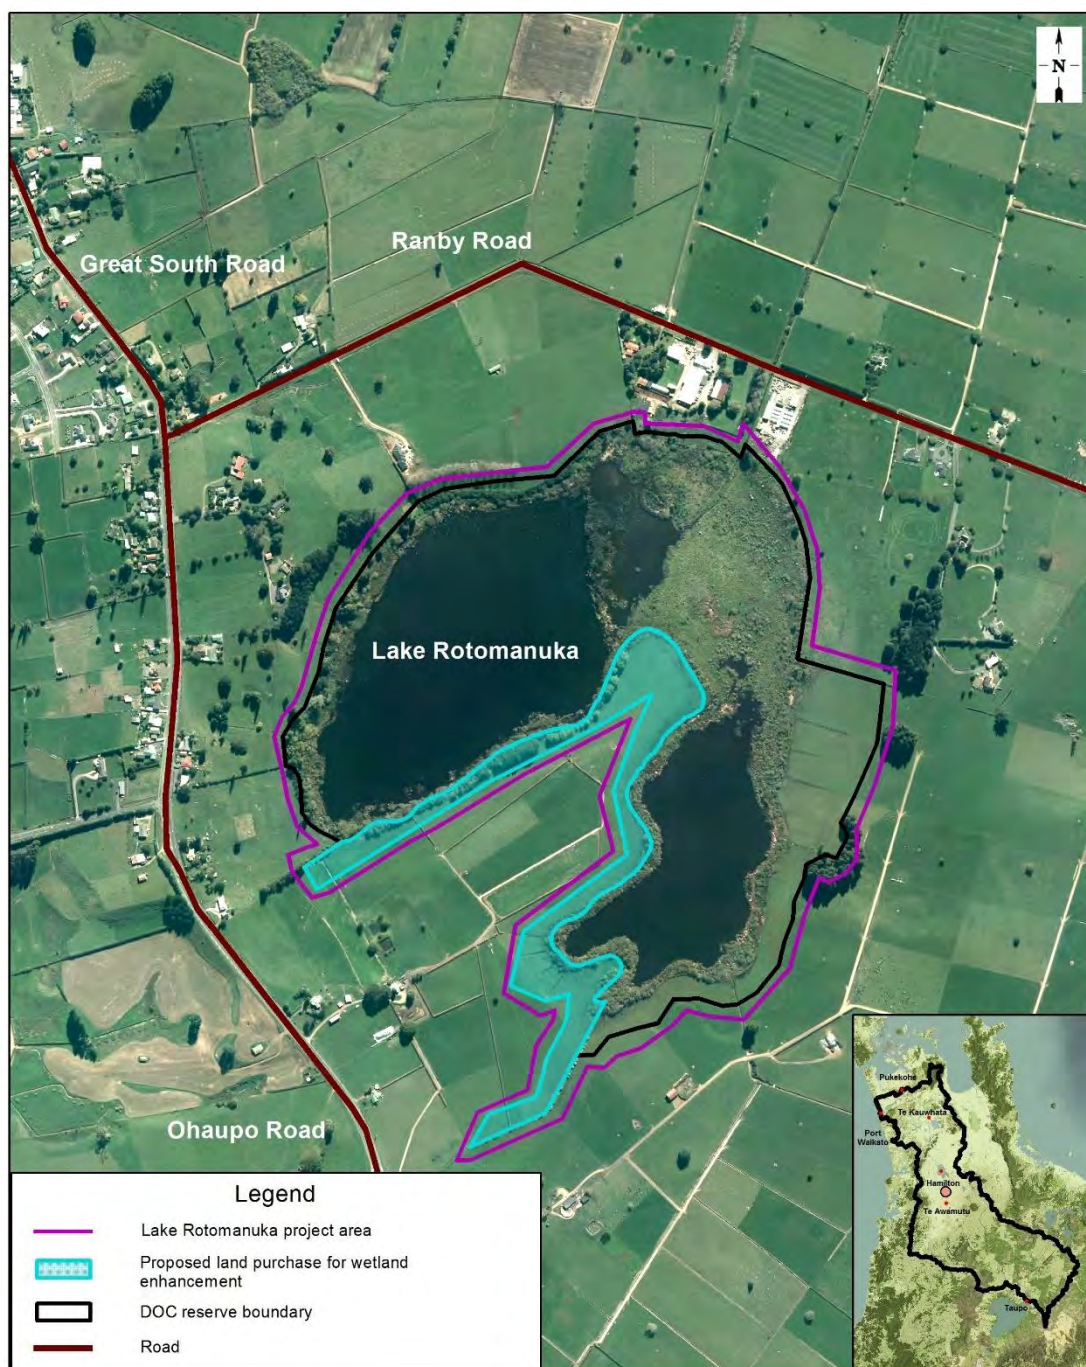 N
Ranby Road
Great South Road
Lake Rotomanuka
Ohaupo Road
Legend
Lake Rotomanuka project area
Proposed land purchase for wetland
enhancement
DOC reserve boundary
Road
Pukekohe
Te Kauwhata
Port
Waikato
Hamilton
Te Awamutu
Taupo